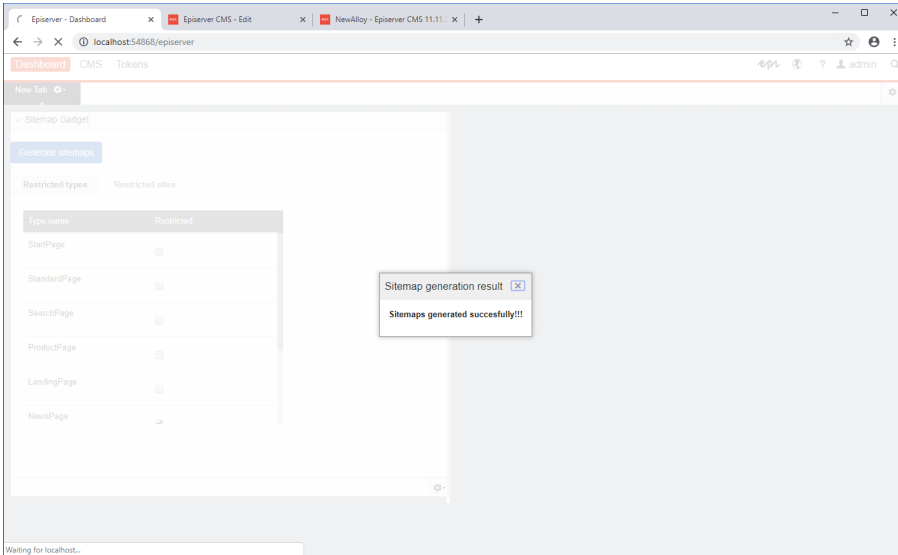 Episerver - Dashboard
Episerver CMS - Edit
NewAlloy - Episerver CMS 11.11.
localhost:54868/episerver
Dashboard CMS Tokens
epi ? admin
New Tab
Sitemap Gadget
Generate sitemaps
Restricted types Restricted sites
Type name Restricted
StartPage
StandardPage
SearchPage
ProductPage
LandingPage
NewsPage
Sitemap generation result
Sitemaps generated succesfully!!!
Waiting for localhost...